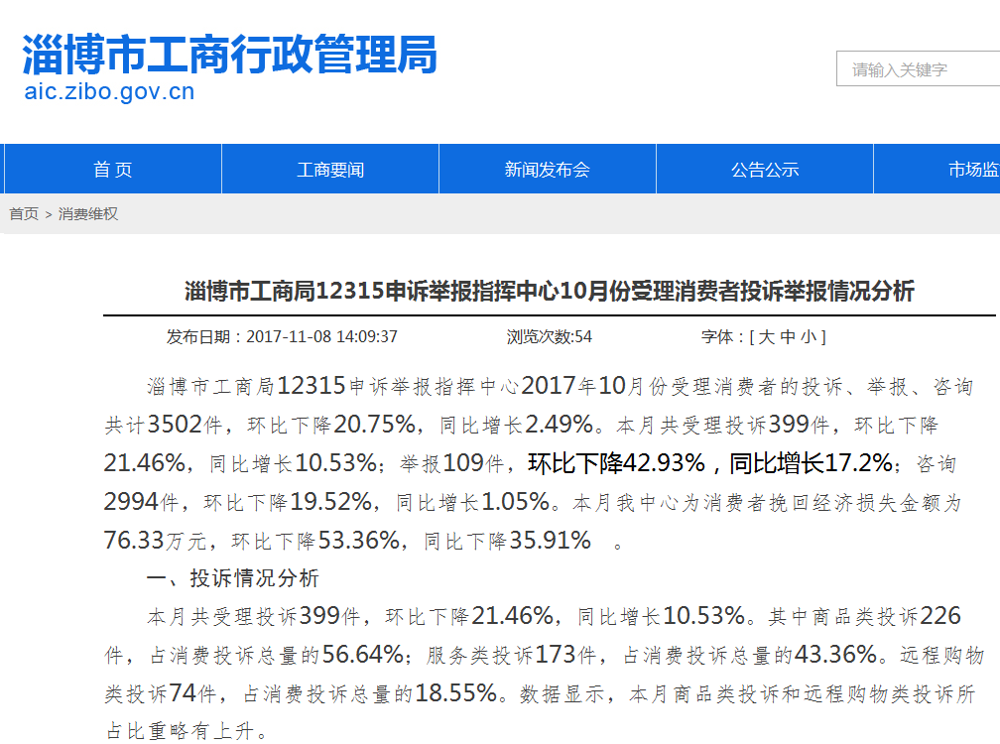 淄博市工商行政管理局
aic.zibo.gov.cn
请输入关键字
首 页
工商要闻
新闻发布会
公告公示
市场监
首页 > 消费维权
淄博市工商局12315申诉举报指挥中心10月份受理消费者投诉举报情况分析
发布日期：2017-11-08 14:09:37
浏览次数:54
字体：[ 大 中 小 ]
淄博市工商局12315申诉举报指挥中心2017年10月份受理消费者的投诉、举报、咨询
共计3502件，环比下降20.75%，同比增长2.49%。本月共受理投诉399件，环比下降
21.46%，同比增长10.53%；举报109件，环比下降42.93%，同比增长17.2%；咨询
2994件，环比下降19.52%，同比增长1.05%。本月我中心为消费者挽回经济损失金额为
76.33万元，环比下降53.36%，同比下降35.91% 。
一、投诉情况分析
本月共受理投诉399件，环比下降21.46%，同比增长10.53%。其中商品类投诉226
件，占消费投诉总量的56.64%；服务类投诉173件，占消费投诉总量的43.36%。远程购物
类投诉74件，占消费投诉总量的18.55%。数据显示，本月商品类投诉和远程购物类投诉所
占比重略有上升。